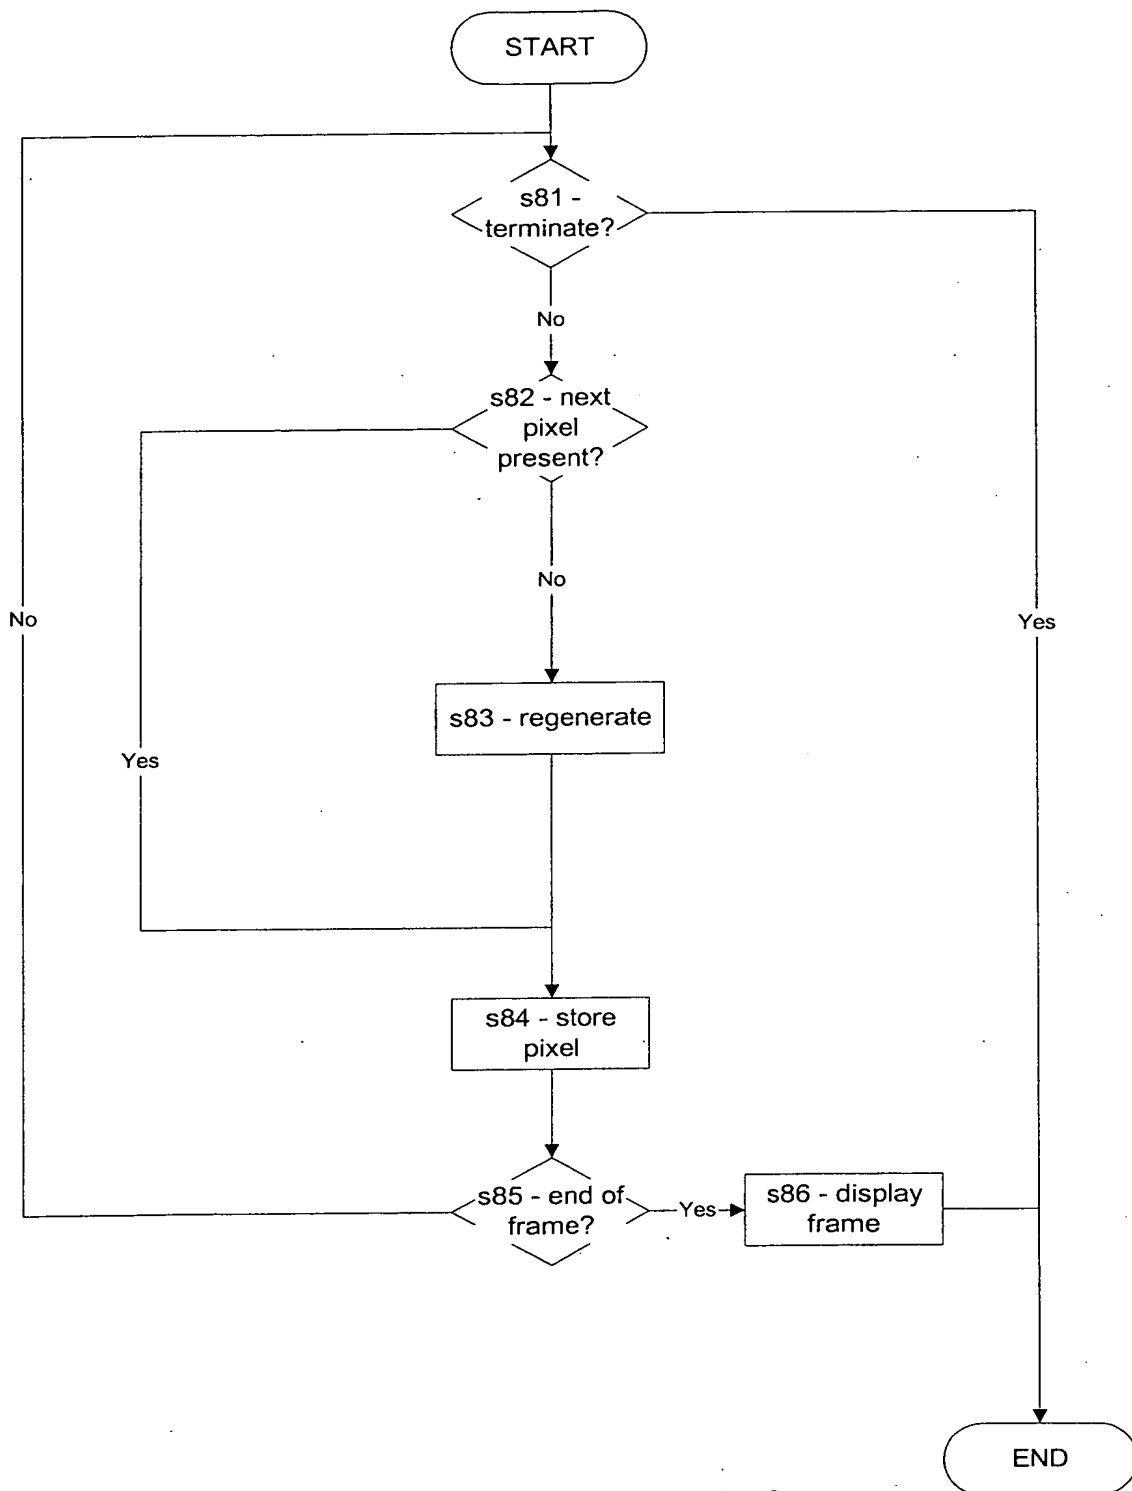 START
s81 -
terminate?
No
s82 - next
pixel
present?
No
No
Yes
s83 - regenerate
Yes
s84 - store
pixel
s85 - end of
frame?
Yes
s86 - display
frame
END